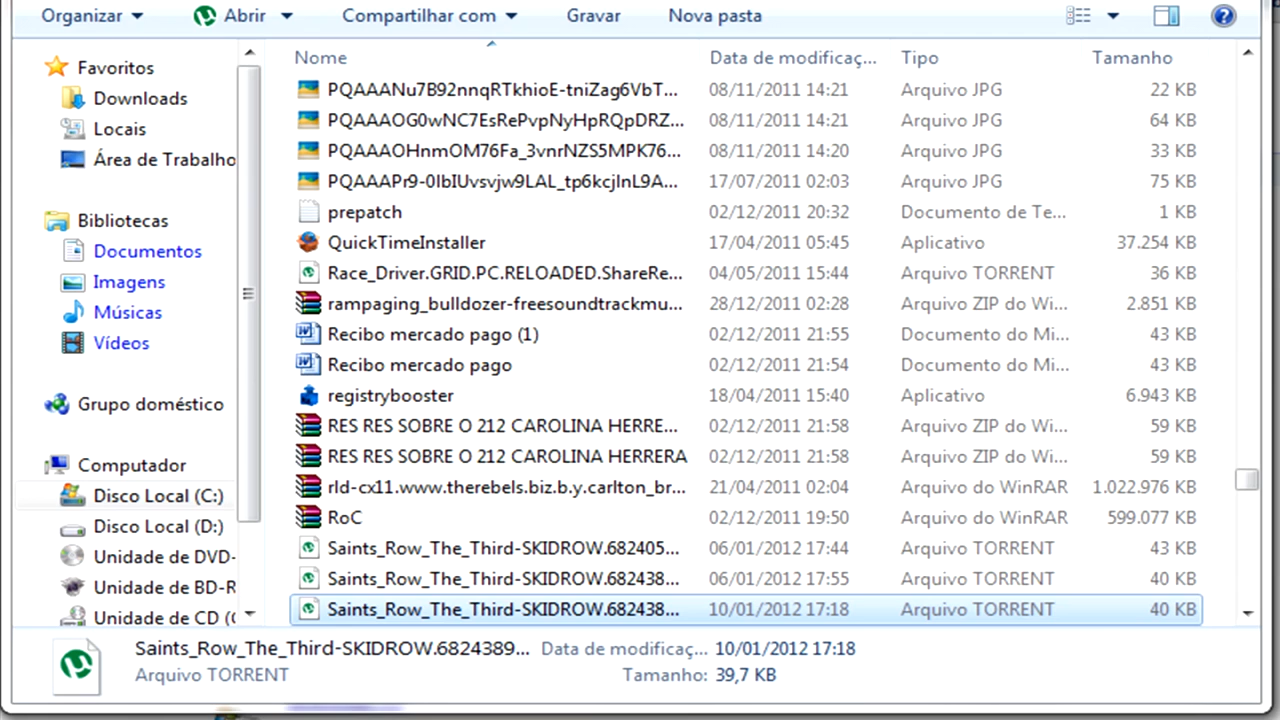 Organizar Abrir Compartilhar com Gravar Nova pasta
Nome Data de modificaç... Tipo Tamanho
Favoritos
Downloads
Locais
Área de Trabalho
Bibliotecas
Documentos
Imagens
Músicas
Vídeos
Grupo doméstico
Computador
Disco Local (C:)
Disco Local (D:)
Unidade de DVD-
Unidade de BD-R
Unidade de CD (
PQAAANu7B92nnqRTkhioE-tniZag6VbT... 08/11/2011 14:21 Arquivo JPG 22 KB
PQAAAOG0wNC7EsRePvpNyHpRQpDRZ... 08/11/2011 14:21 Arquivo JPG 64 KB
PQAAAOHnmOM76Fa_3vnrNZS5MPK76... 08/11/2011 14:20 Arquivo JPG 33 KB
PQAAAPr9-0lbIUvsvjw9LAL_tp6kcjlnL9A... 17/07/2011 02:03 Arquivo JPG 75 KB
prepatch 02/12/2011 20:32 Documento de Te... 1 KB
QuickTimeInstaller 17/04/2011 05:45 Aplicativo 37.254 KB
Race_Driver.GRID.PC.RELOADED.ShareRe... 04/05/2011 15:44 Arquivo TORRENT 36 KB
rampaging_bulldozer-freesoundtrackmu... 28/12/2011 02:28 Arquivo ZIP do Wi... 2.851 KB
Recibo mercado pago (1) 02/12/2011 21:55 Documento do Mi... 43 KB
Recibo mercado pago 02/12/2011 21:54 Documento do Mi... 43 KB
registrybooster 18/04/2011 15:40 Aplicativo 6.943 KB
RES RES SOBRE O 212 CAROLINA HERRE... 02/12/2011 21:58 Arquivo ZIP do Wi... 59 KB
RES RES SOBRE O 212 CAROLINA HERRERA 02/12/2011 21:58 Arquivo ZIP do Wi... 59 KB
rld-cx11.www.therebels.biz.b.y.carlton_br... 21/04/2011 02:04 Arquivo do WinRAR 1.022.976 KB
RoC 02/12/2011 19:50 Arquivo do WinRAR 599.077 KB
Saints_Row_The_Third-SKIDROW.682405... 06/01/2012 17:44 Arquivo TORRENT 43 KB
Saints_Row_The_Third-SKIDROW.682438... 06/01/2012 17:55 Arquivo TORRENT 40 KB
Saints_Row_The_Third-SKIDROW.682438... 10/01/2012 17:18 Arquivo TORRENT 40 KB
Saints_Row_The_Third-SKIDROW.6824389... Data de modificaç... 10/01/2012 17:18
Arquivo TORRENT Tamanho: 39,7 KB